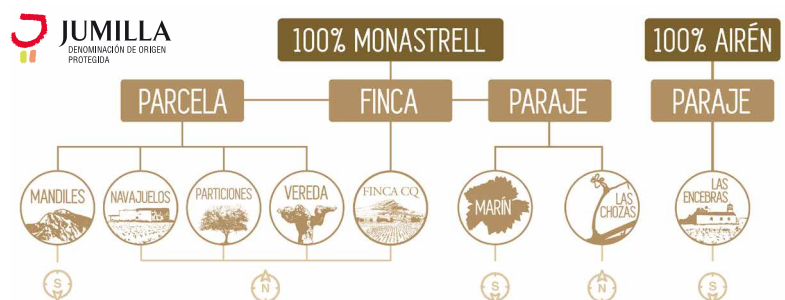 JUMILLA
DENOMINACIÓN DE ORIGEN
PROTEGIDA
100% MONASTRELL
100% AIRÉN
PARCELA
FINCA
PARAJE
PARAJE
MANDILES
NAVAJUELOS
PARTICIONES
VEREDA
FINCA CQ
MARÍN
LAS
CHOZAS
LAS
ENCEBRAS
S
N
S
N
S